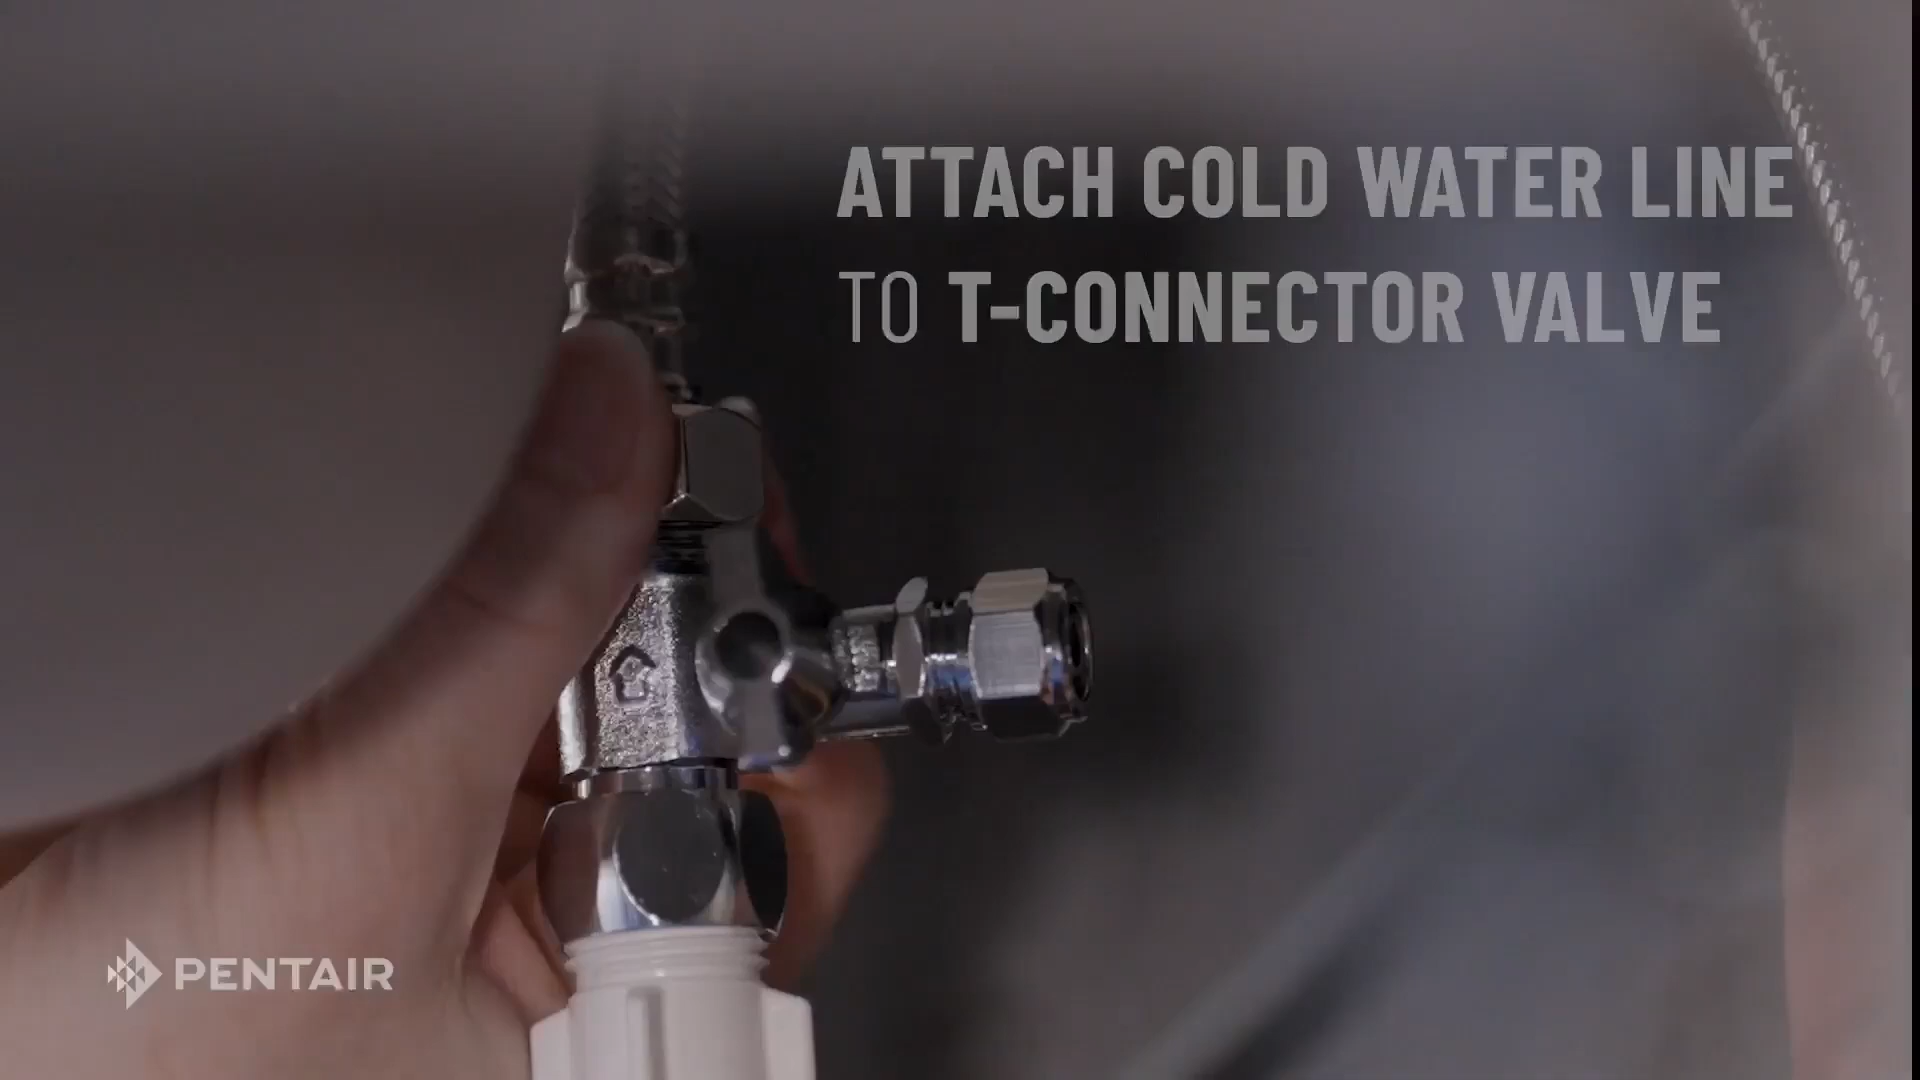 ATTACH COLD WATER LINE
TO T-CONNECTOR VALVE
PENTAIR